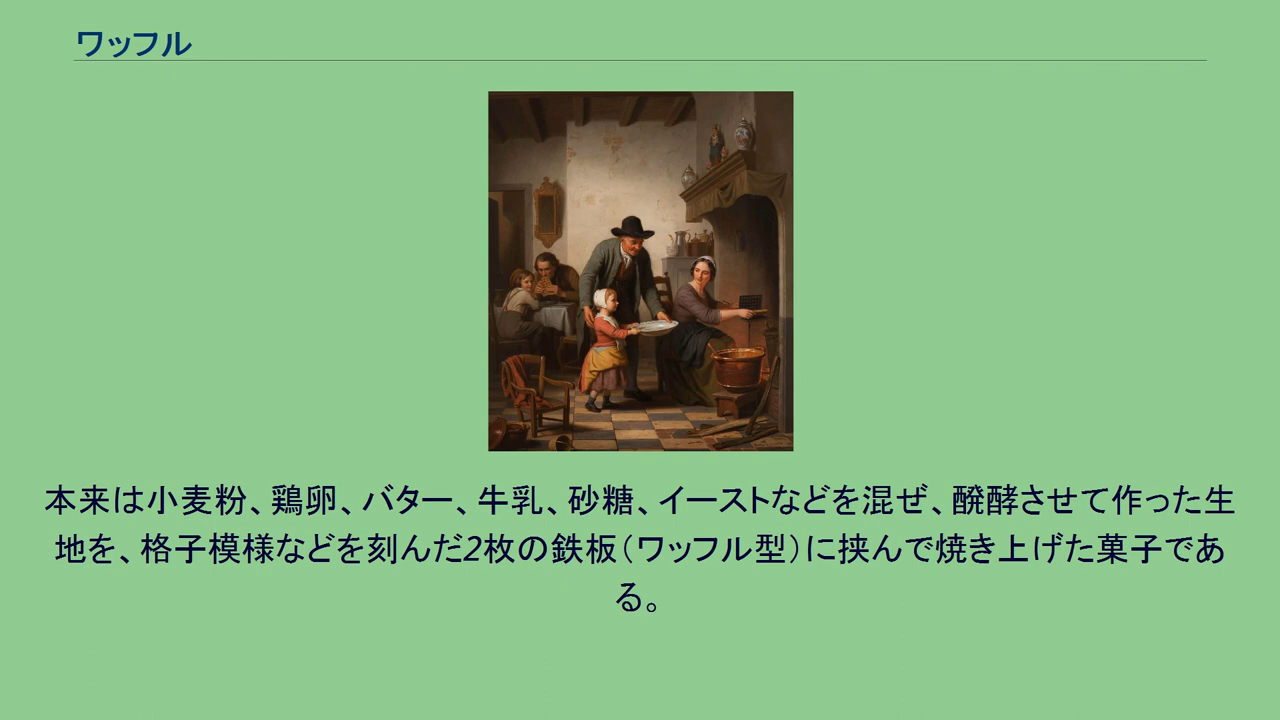 ワッフル
本来は小麦粉、鶏卵、バター、牛乳、砂糖、イーストなどを混ぜ、醗酵させて作った生
地を、格子模様などを刻んだ2枚の鉄板（ワッフル型）に挟んで焼き上げた菓子であ
る。